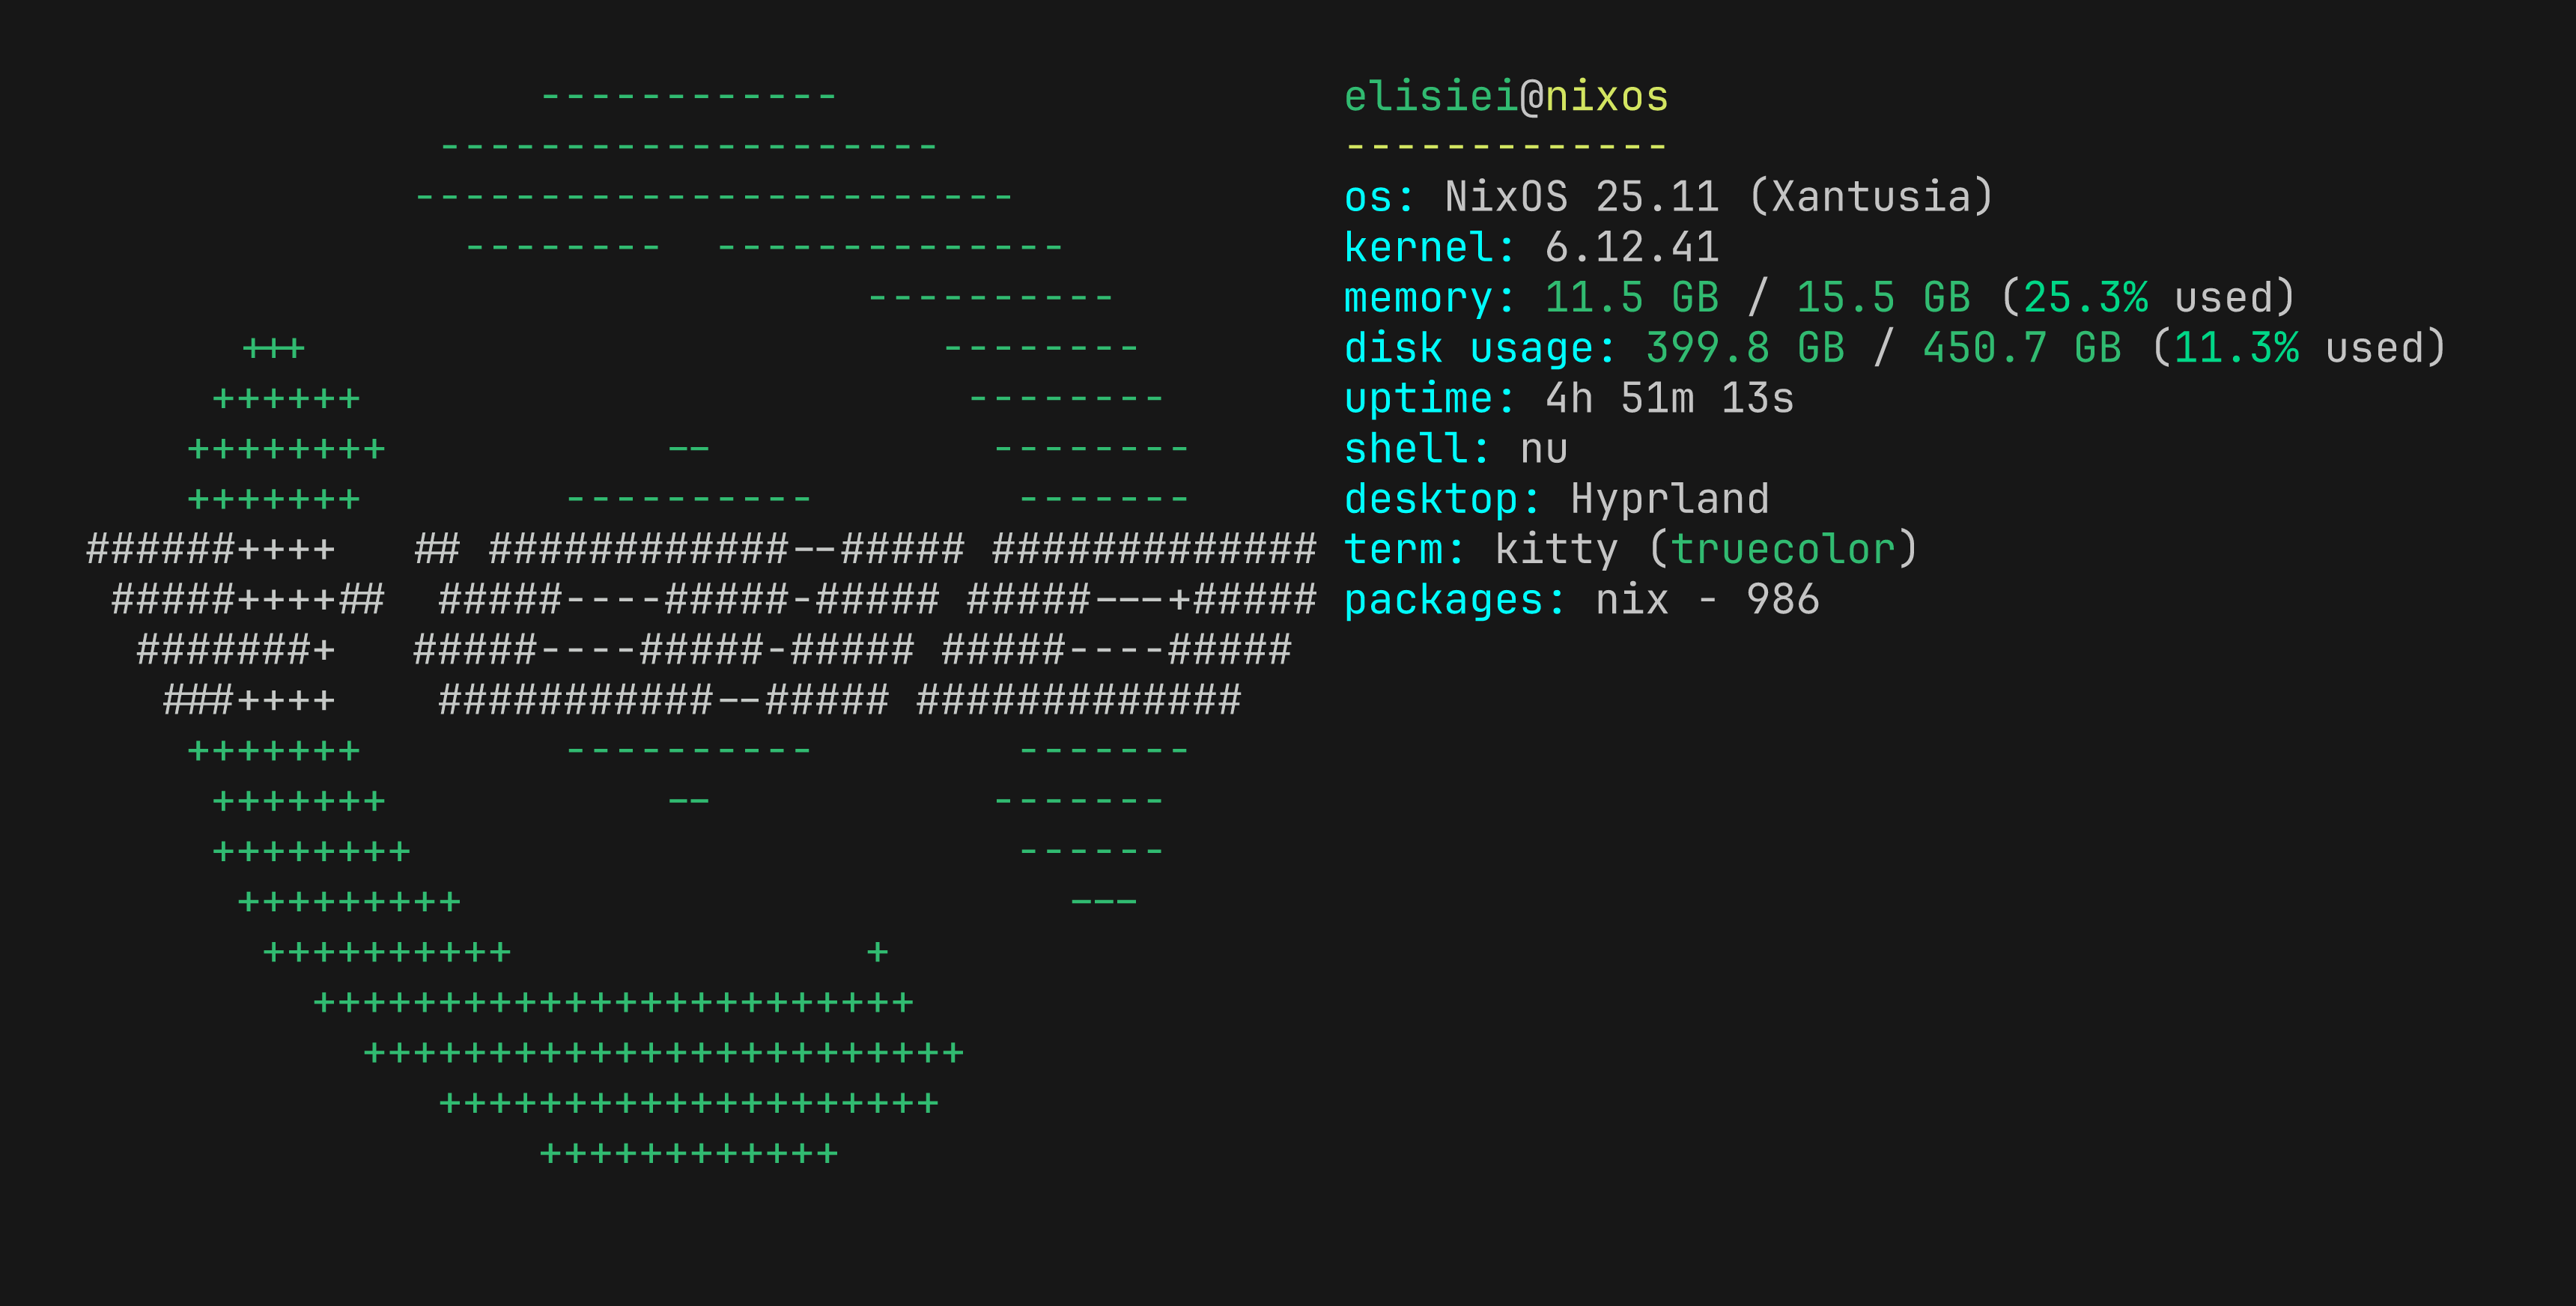 elisiei@nixos
-------------
os: NixOS 25.11 (Xantusia)
kernel: 6.12.41
memory: 11.5 GB / 15.5 GB (25.3% used)
disk usage: 399.8 GB / 450.7 GB (11.3% used)
uptime: 4h 51m 13s
shell: nu
desktop: Hyprland
term: kitty (truecolor)
packages: nix - 986